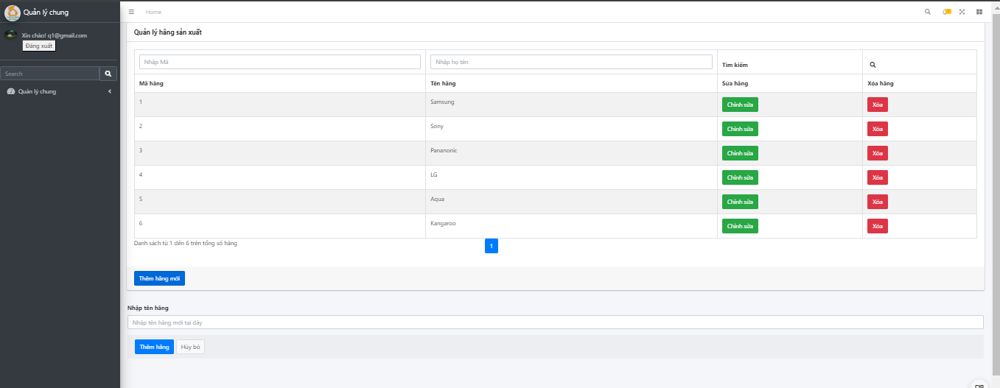 Quản lý chung
Home
Xin chào! q1@gmail.com
Đăng xuất
Search
Quản lý chung
Quản lý hãng sản xuất
Nhập Mã
Nhập họ tên
Tìm kiếm
Mã hãng
Tên hãng
Sửa hãng
Xóa hãng
1
Samsung
Chỉnh sửa
Xóa
2
Sony
Chỉnh sửa
Xóa
3
Pananonic
Chỉnh sửa
Xóa
4
LG
Chỉnh sửa
Xóa
5
Aqua
Chỉnh sửa
Xóa
6
Kangaroo
Chỉnh sửa
Xóa
Danh sách từ 1 đến 6 trên tổng số hãng
1
Thêm hãng mới
Nhập tên hãng
Nhập tên hãng mới tại đây
Thêm hãng
Hủy bỏ